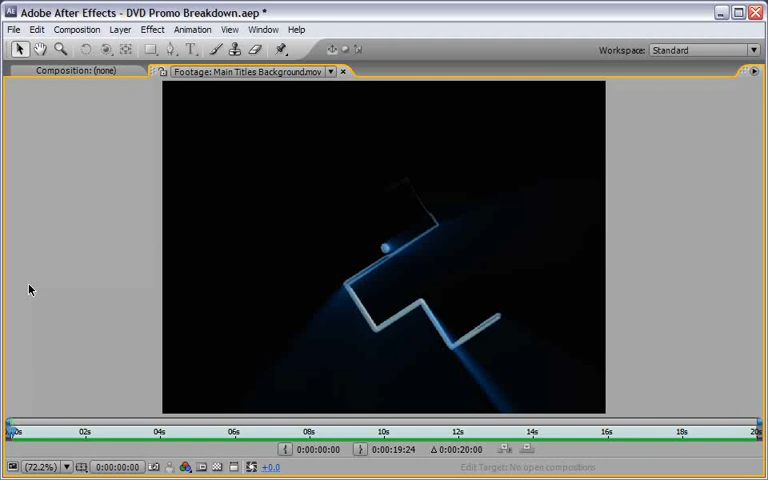 Ae Adobe After Effects - DVD Promo Breakdown.aep *
File Edit Composition Layer Effect Animation View Window Help
T Workspace: Standard
Composition: (none) Footage: Main Titles Background.mov
00s 02s 04s 06s 08s 10s 12s 14s 16s 18s 20s
0:00:00:00 0:00:19:24 Δ 0:00:20:00
(72.2%) 0:00:00:00 +0.0 Edit Target: No open compositions